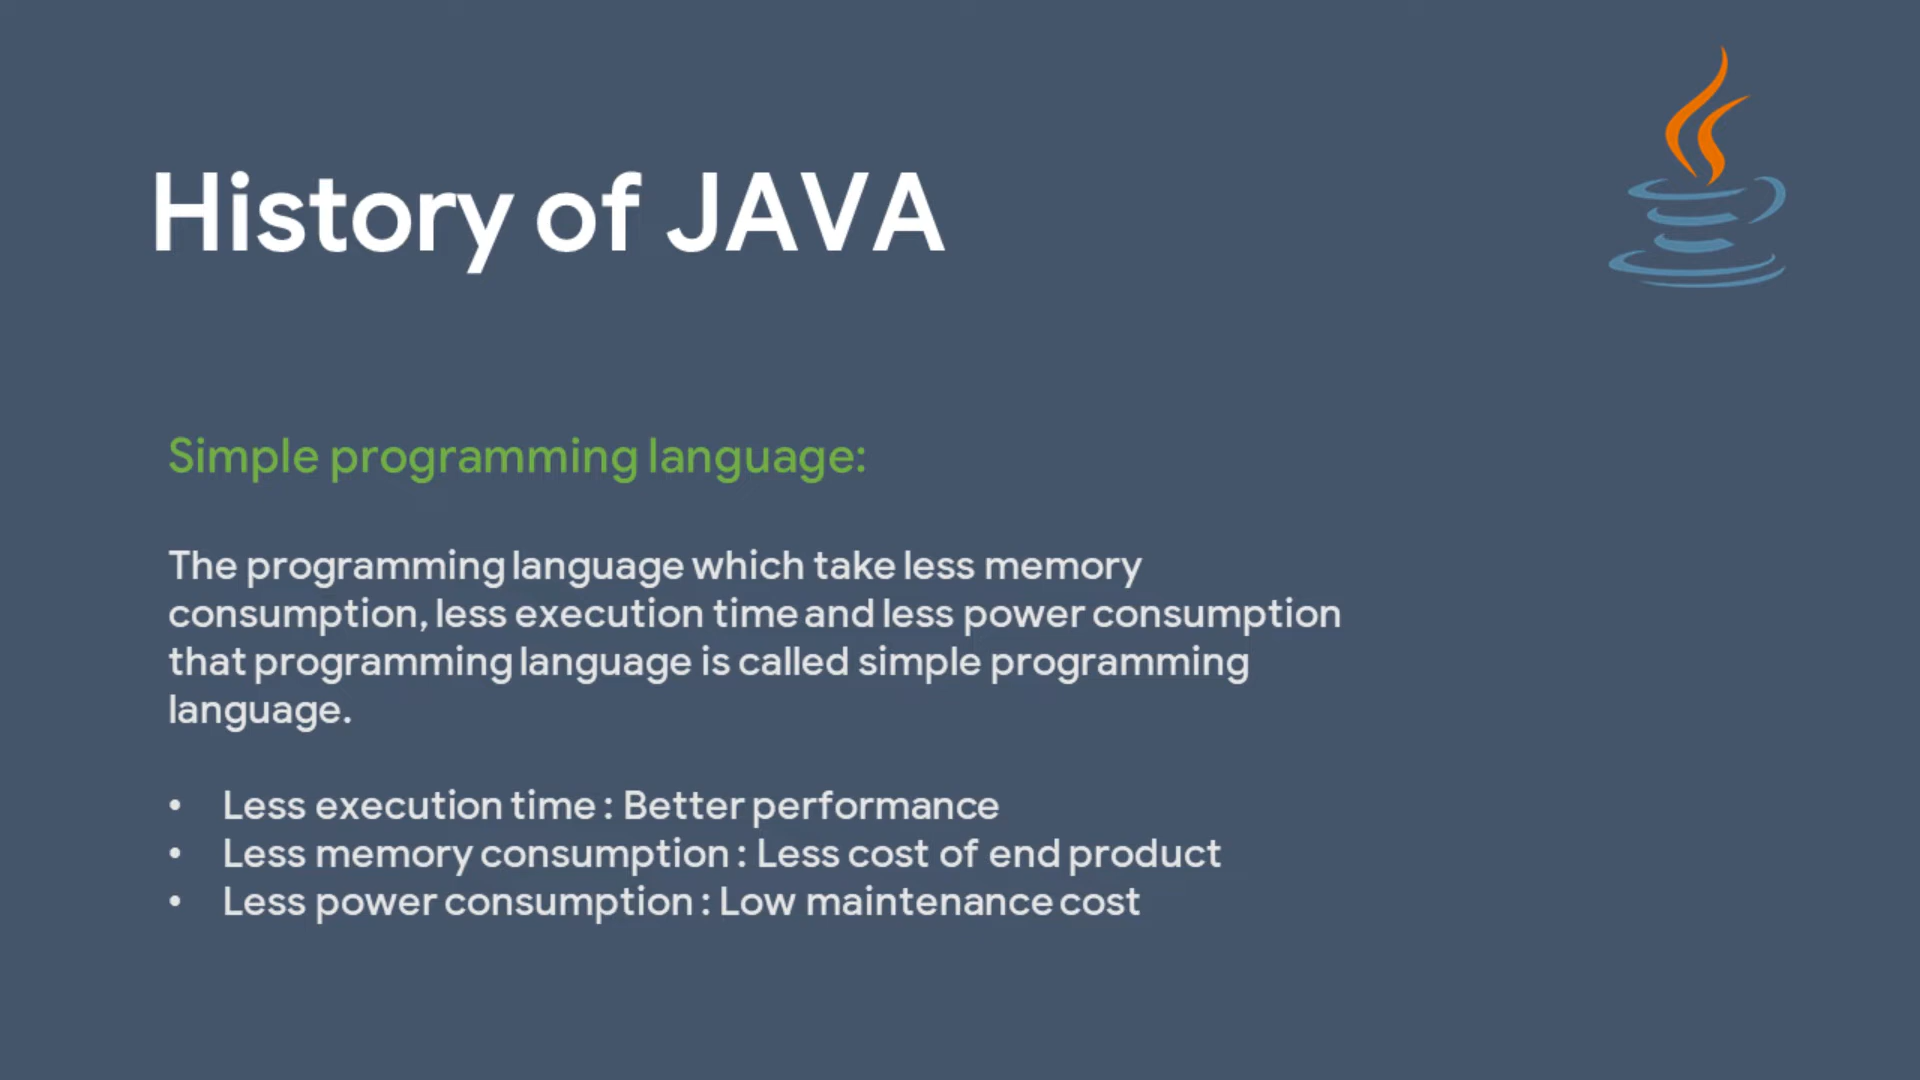 History of JAVA
Simple programming language:
The programming language which take less memory
consumption, less execution time and less power consumption
that programming language is called simple programming
language.
• Less execution time : Better performance
• Less memory consumption : Less cost of end product
• Less power consumption : Low maintenance cost